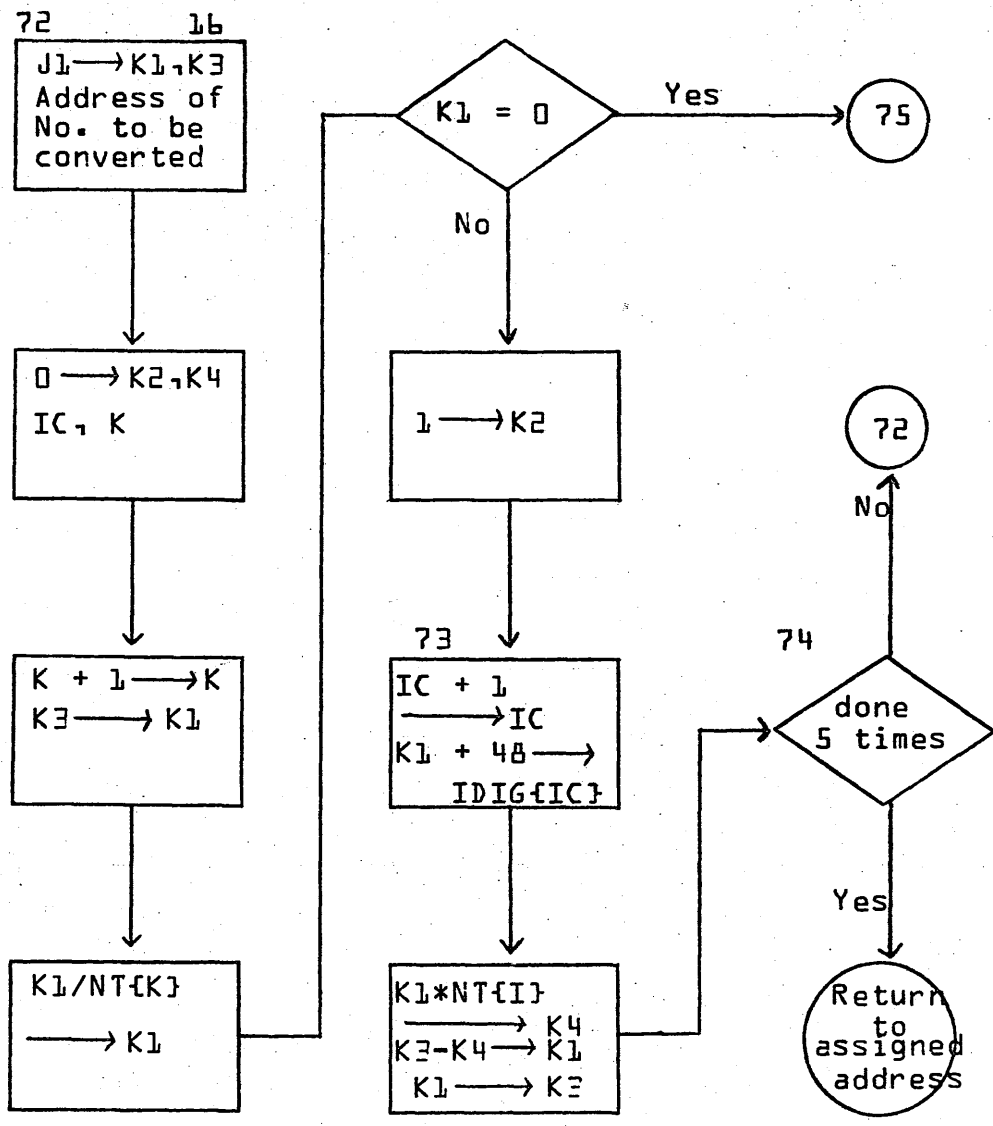 72 16
J1→K1,K3
Address of
No. to be
converted
0→K2,K4
IC, K
K + 1→K
K3→K1
K1/NT{K}
→K1
K1 = 0
Yes
75
No
1→K2
73
IC + 1
→IC
K1 + 48→
IDIG{IC}
K1*NT{I}
→K4
K3-K4→K1
K1→K3
74
done
5 times
No
72
Yes
Return
to
assigned
address